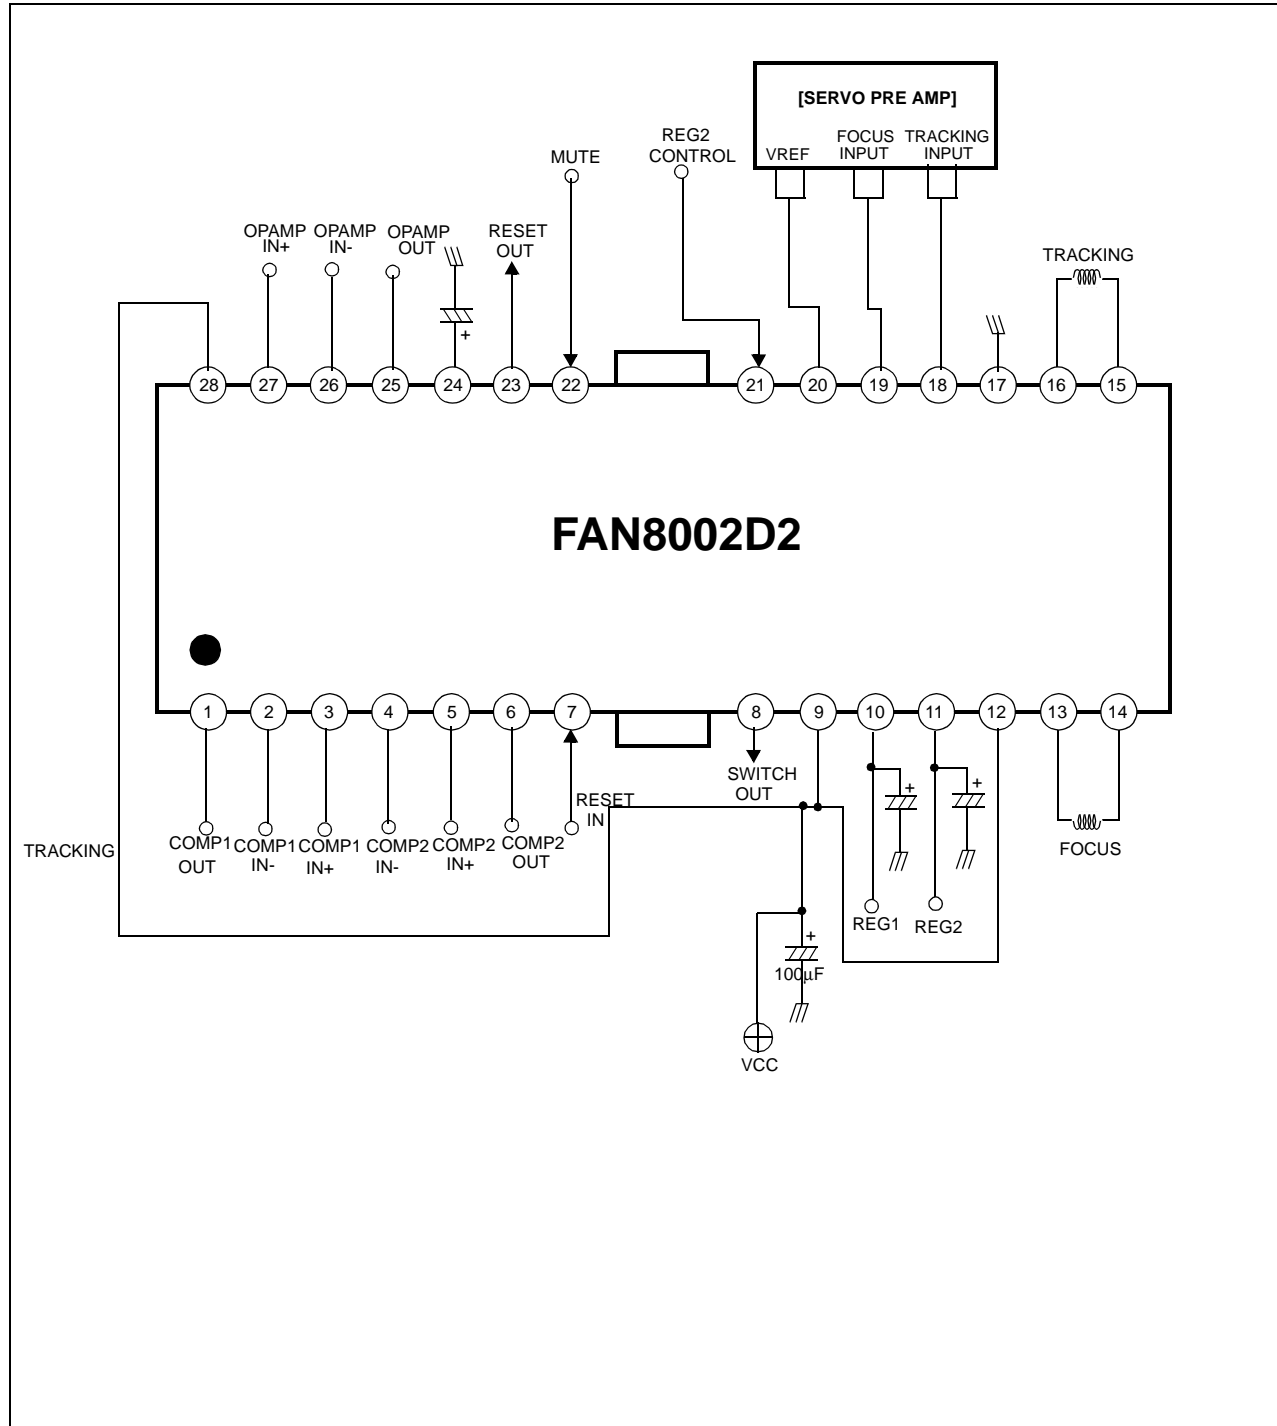 [SERVO PRE AMP]
VREF
FOCUS
INPUT
TRACKING
INPUT
REG2
CONTROL
MUTE
OPAMP
IN+
OPAMP
IN-
OPAMP
OUT
RESET
OUT
+
TRACKING
28
27
26
25
24
23
22
21
20
19
18
17
16
15
FAN8002D2
1
2
3
4
5
6
7
8
9
10
11
12
13
14
SWITCH
OUT
RESET
IN
+
+
TRACKING
COMP1
OUT
COMP1
IN-
COMP1
IN+
COMP2
IN-
COMP2
IN+
COMP2
OUT
FOCUS
REG1
REG2
+
100µF
VCC